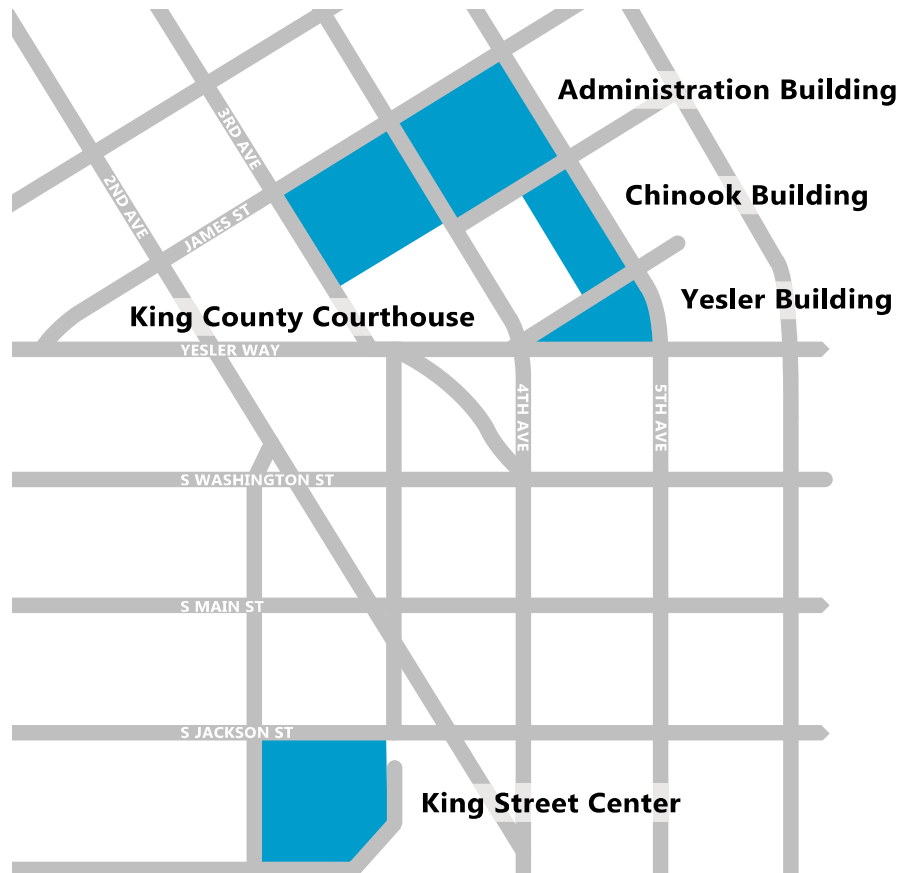 Administration Building
3RD AVE
Chinook Building
2ND AVE
JAMES ST
Yesler Building
King County Courthouse
YESLER WAY
4TH AVE
5TH AVE
S WASHINGTON ST
S MAIN ST
S JACKSON ST
King Street Center